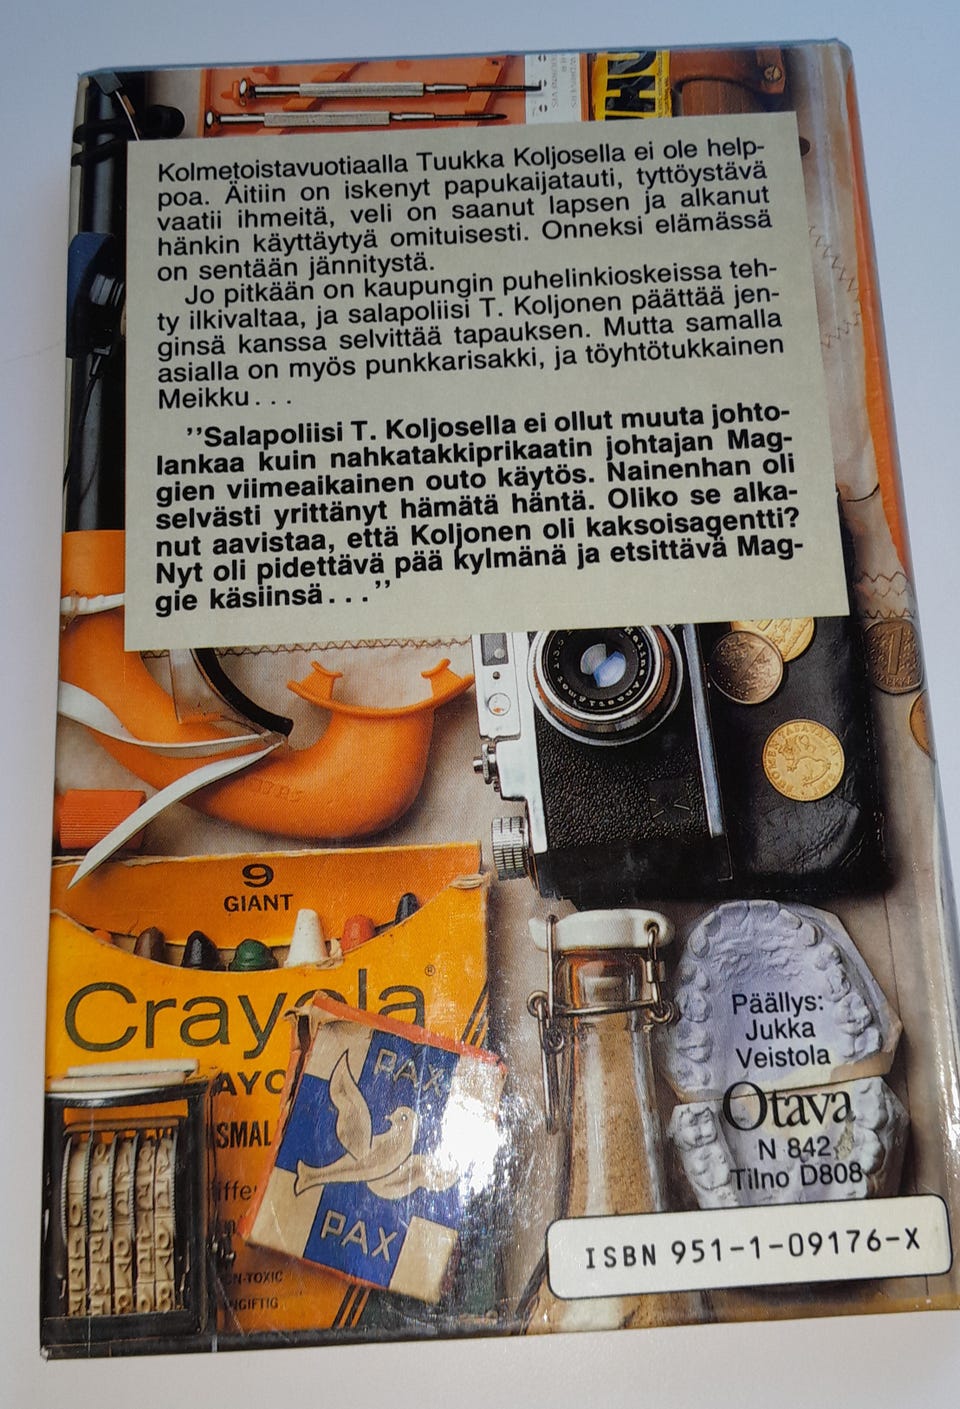 Kolmetoistavuotiaalla Tuukka Koljosella ei ole help-
poa. Äitiin on iskenyt papukaijatauti, tyttöystävä
vaatii ihmeitä, veli on saanut lapsen ja alkanut
hänkin käyttäytyä omituisesti. Onneksi elämässä
on sentään jännitystä.
Jo pitkään on kaupungin puhelinkioskeissa teh-
ty ilkivaltaa, ja salapoliisi T. Koljonen päättää jen-
ginsä kanssa selvittää tapauksen. Mutta samalla
asialla on myös punkkarisakki, ja töyhtötukkainen
Meikku...
''Salapoliisi T. Koljosella ei ollut muuta johto-
lankaa kuin nahkatakkiprikaatin johtajan Mag-
gien viimeaikainen outo käytös. Nainenhan oli
selvästi yrittänyt hämätä häntä. Oliko se alka-
nut aavistaa, että Koljonen oli kaksoisagentti?
Nyt oli pidettävä pää kylmänä ja etsittävä Mag-
gie käsiinsä...''
9
GIANT
Crayola®
PAX
PAX
SMAL
Päällys:
Jukka
Veistola
Otava
N 842,
Tilno D808
ISBN 951-1-09176-X